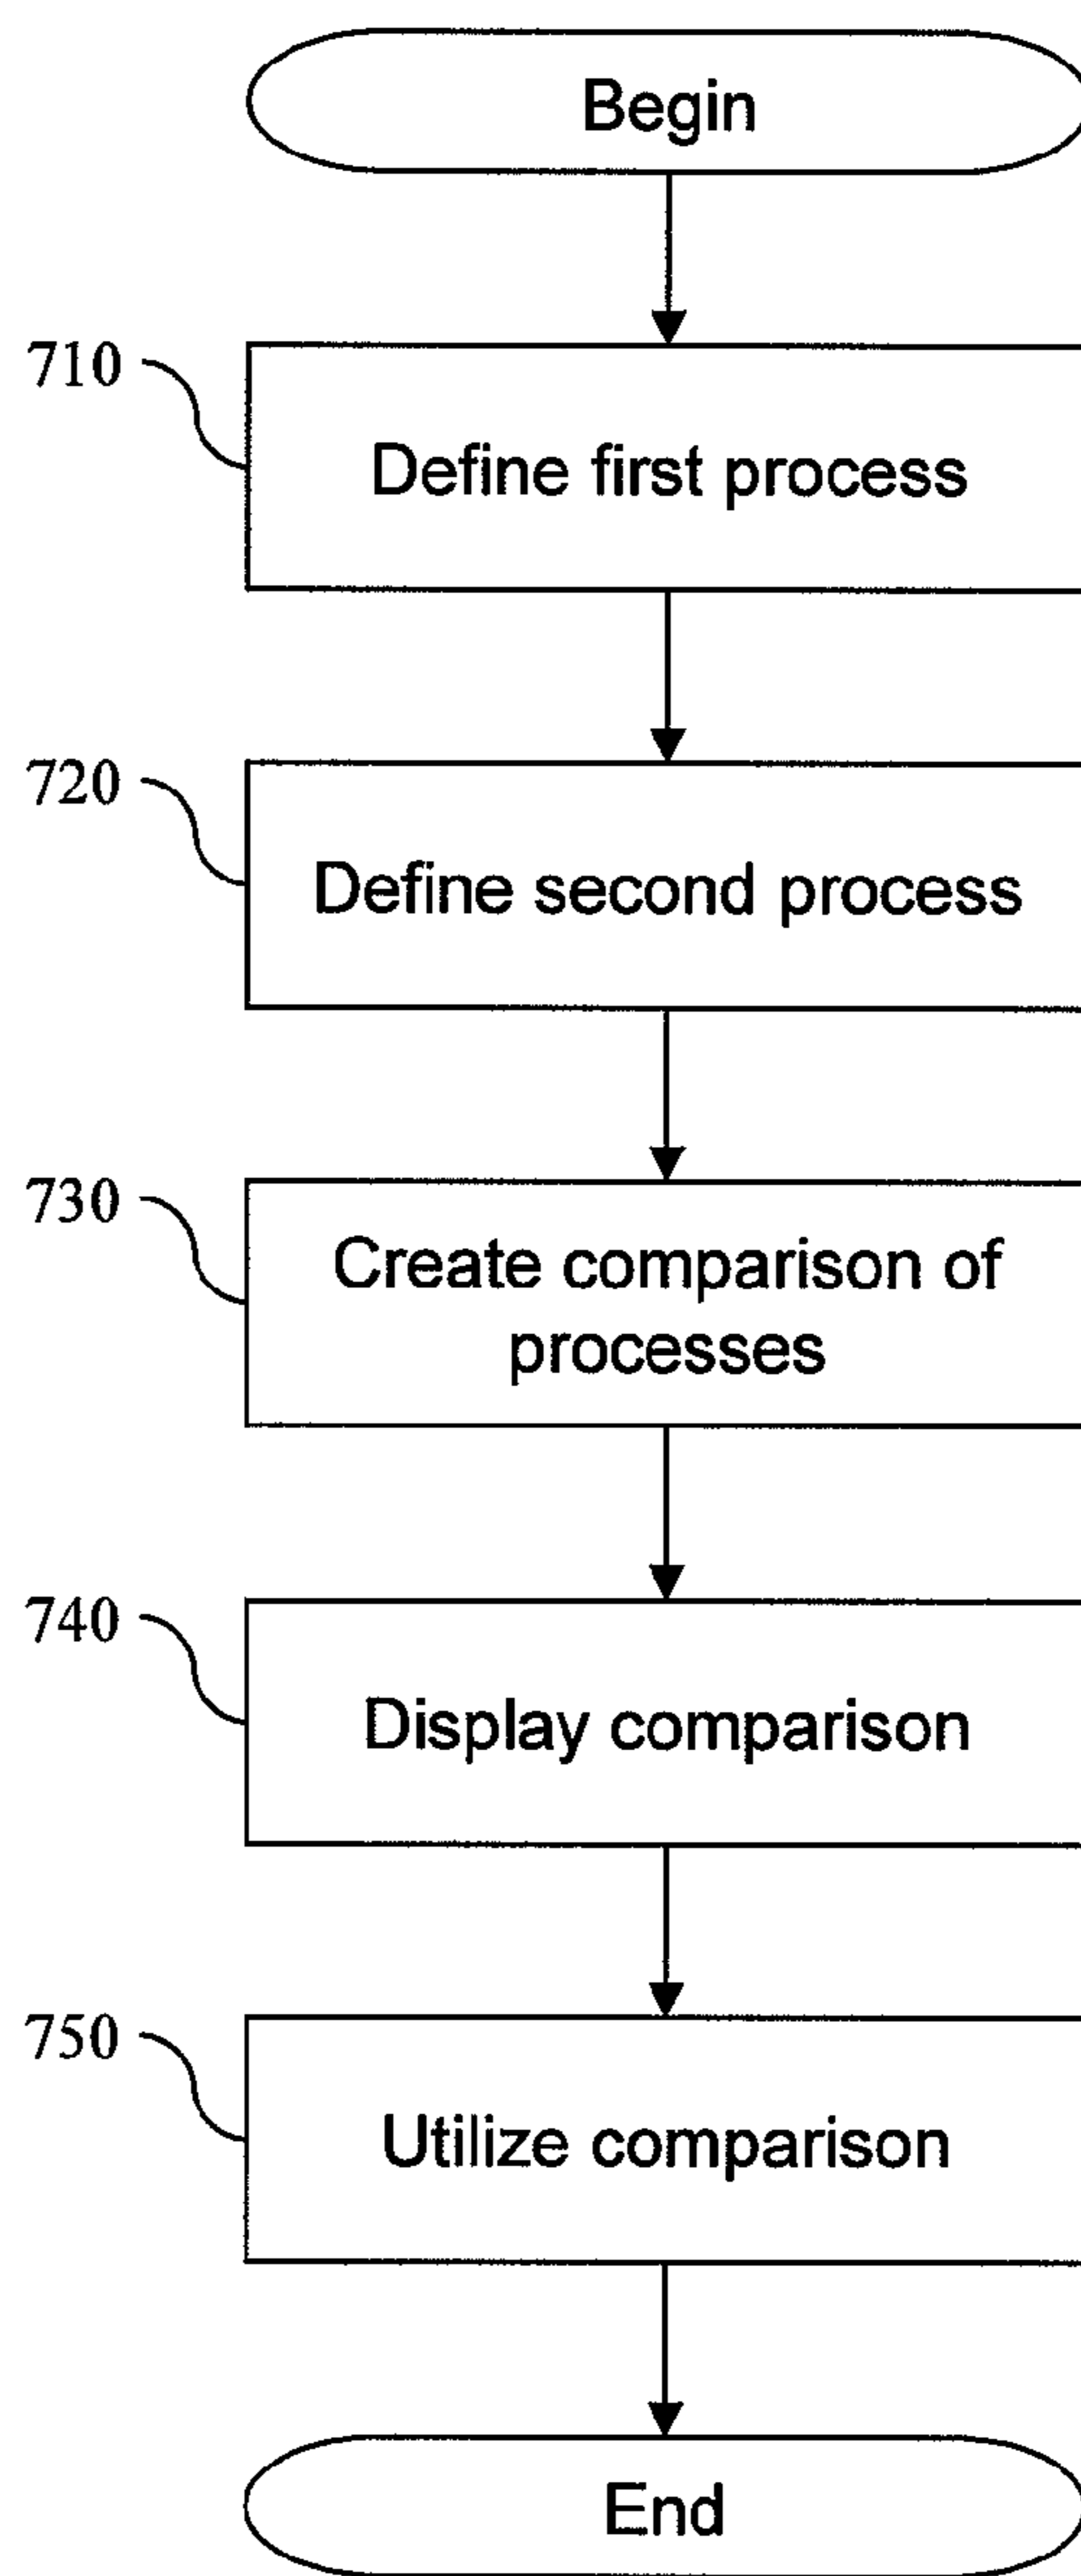 Begin
710
Define first process
720
Define second process
730
Create comparison of
processes
740
Display comparison
750
Utilize comparison
End